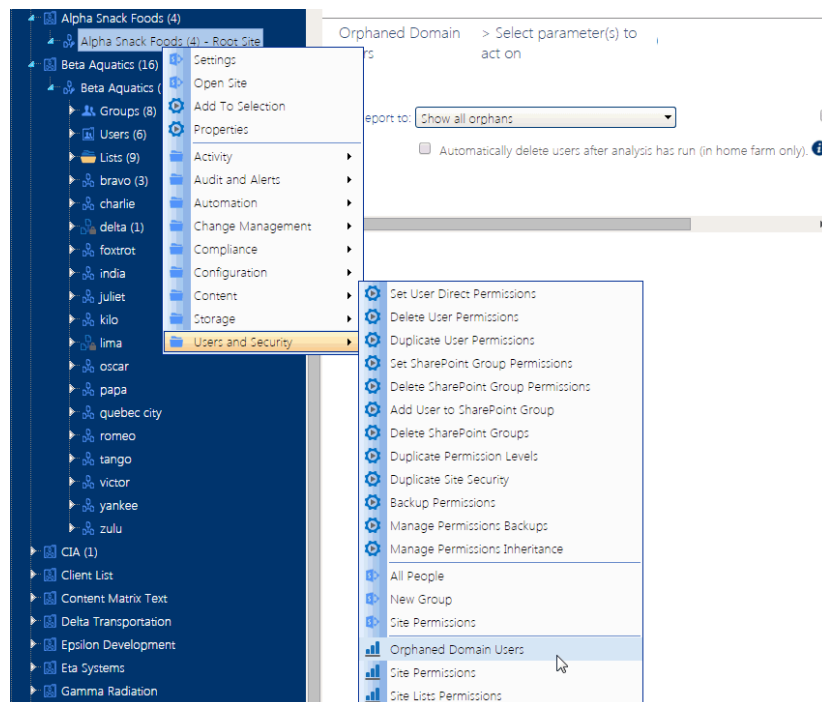 Alpha Snack Foods (4)
Alpha Snack Foods (4) - Root Site
Beta Aquatics (16)
Beta Aquatics (
Groups (8)
Users (6)
Lists (9)
bravo (3)
charlie
delta (1)
foxtrot
india
juliet
kilo
lima
oscar
papa
quebec city
romeo
tango
victor
yankee
zulu
CIA (1)
Client List
Content Matrix Text
Delta Transportation
Epsilon Development
Eta Systems
Gamma Radiation
Settings
Open Site
Add To Selection
Properties
Activity
Audit and Alerts
Automation
Change Management
Compliance
Configuration
Content
Storage
Users and Security
Orphaned Domain > Select parameter(s) to
rs act on
eport to: Show all orphans
Automatically delete users after analysis has run (in home farm only).
Set User Direct Permissions
Delete User Permissions
Duplicate User Permissions
Set SharePoint Group Permissions
Delete SharePoint Group Permissions
Add User to SharePoint Group
Delete SharePoint Groups
Duplicate Permission Levels
Duplicate Site Security
Backup Permissions
Manage Permissions Backups
Manage Permissions Inheritance
All People
New Group
Site Permissions
Orphaned Domain Users
Site Permissions
Site Lists Permissions